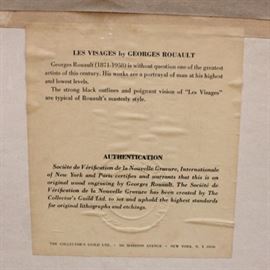 LES VISAGES by GEORGES ROUAULT
Georges Rouault (1871-1958) is without question one of the greatest
artists of this century. His works are a portrayal of man at his highest
and lowest levels.
The strong black outlines and poignant vision of "Les Visages"
are typical of Rouault's masterly style.
AUTHENTICATION
Société de Vérification de la Nouvelle Gravure, Internationale
of New York and Paris certifies and warrants that this is an
original wood engraving by Georges Rouault. The Société de
Vérification de la Nouvelle Gravure has been created by The
Collector's Guild Ltd. to set and uphold the highest standards
for original lithographs and etchings.
THE COLLECTOR'S GUILD LTD. MADISON AVENUE NEW YORK, N. Y.